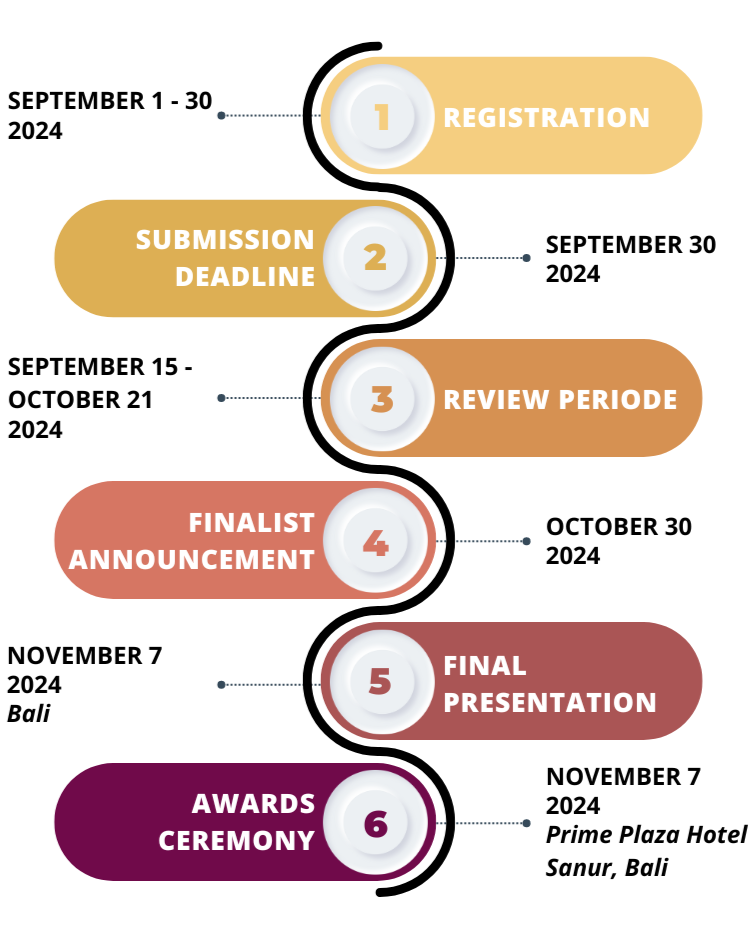 SEPTEMBER 1 - 30
2024
1
REGISTRATION
SUBMISSION
DEADLINE
2
SEPTEMBER 30
2024
SEPTEMBER 15 -
OCTOBER 21
2024
3
REVIEW PERIODE
FINALIST
ANNOUNCEMENT
4
OCTOBER 30
2024
NOVEMBER 7
2024
Bali
5
FINAL
PRESENTATION
AWARDS
CEREMONY
6
NOVEMBER 7
2024
Prime Plaza Hotel
Sanur, Bali